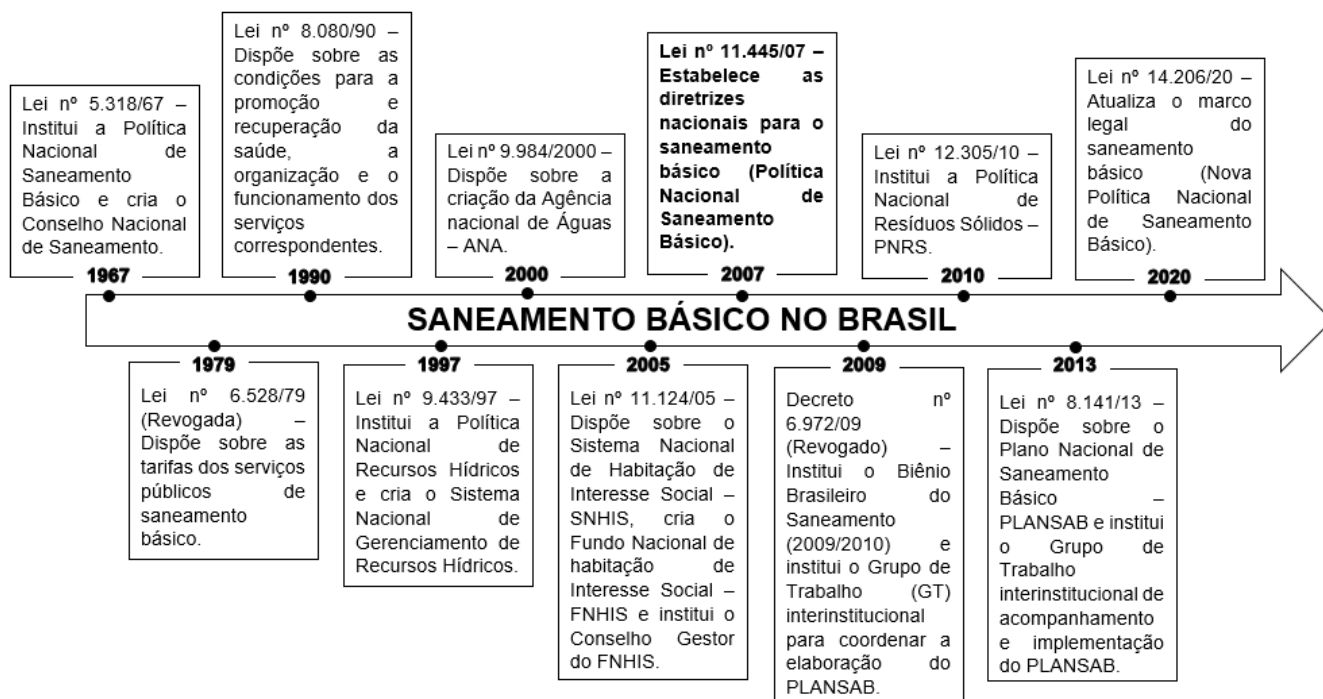 Lei nº 5.318/67 –
Institui a Política
Nacional de
Saneamento
Básico e cria o
Conselho Nacional
de Saneamento.
1967
Lei nº 8.080/90 –
Dispõe sobre as
condições para a
promoção e
recuperação da
saúde, a
organização e o
funcionamento dos
serviços
correspondentes.
1990
Lei nº 9.984/2000 –
Dispõe sobre a
criação da Agência
nacional de Águas
– ANA.
2000
Lei nº 11.445/07 –
Estabelece as
diretrizes
nacionais para o
saneamento
básico (Política
Nacional de
Saneamento
Básico).
2007
Lei nº 12.305/10 –
Institui a Política
Nacional de
Resíduos Sólidos –
PNRS.
2010
Lei nº 14.206/20 –
Atualiza o marco
legal do
saneamento
básico (Nova
Política Nacional
de Saneamento
Básico).
2020
SANEAMENTO BÁSICO NO BRASIL
1979
Lei nº 6.528/79
(Revogada) –
Dispõe sobre as
tarifas dos serviços
públicos de
saneamento
básico.
1997
Lei nº 9.433/97 –
Institui a Política
Nacional de
Recursos Hídricos
e cria o Sistema
Nacional de
Gerenciamento de
Recursos Hídricos.
2005
Lei nº 11.124/05 –
Dispõe sobre o
Sistema Nacional
de Habitação de
Interesse Social –
SNHIS, cria o
Fundo Nacional de
habitação de
Interesse Social –
FNHIS e institui o
Conselho Gestor
do FNHIS.
2009
Decreto nº
6.972/09
(Revogado) –
Institui o Biênio
Brasileiro do
Saneamento
(2009/2010) e
institui o Grupo de
Trabalho (GT)
interinstitucional
para coordenar a
elaboração do
PLANSAB.
2013
Lei nº 8.141/13 –
Dispõe sobre o
Plano Nacional de
Saneamento
Básico –
PLANSAB e institui
o Grupo de
Trabalho
interinstitucional de
acompanhamento
e implementação
do PLANSAB.